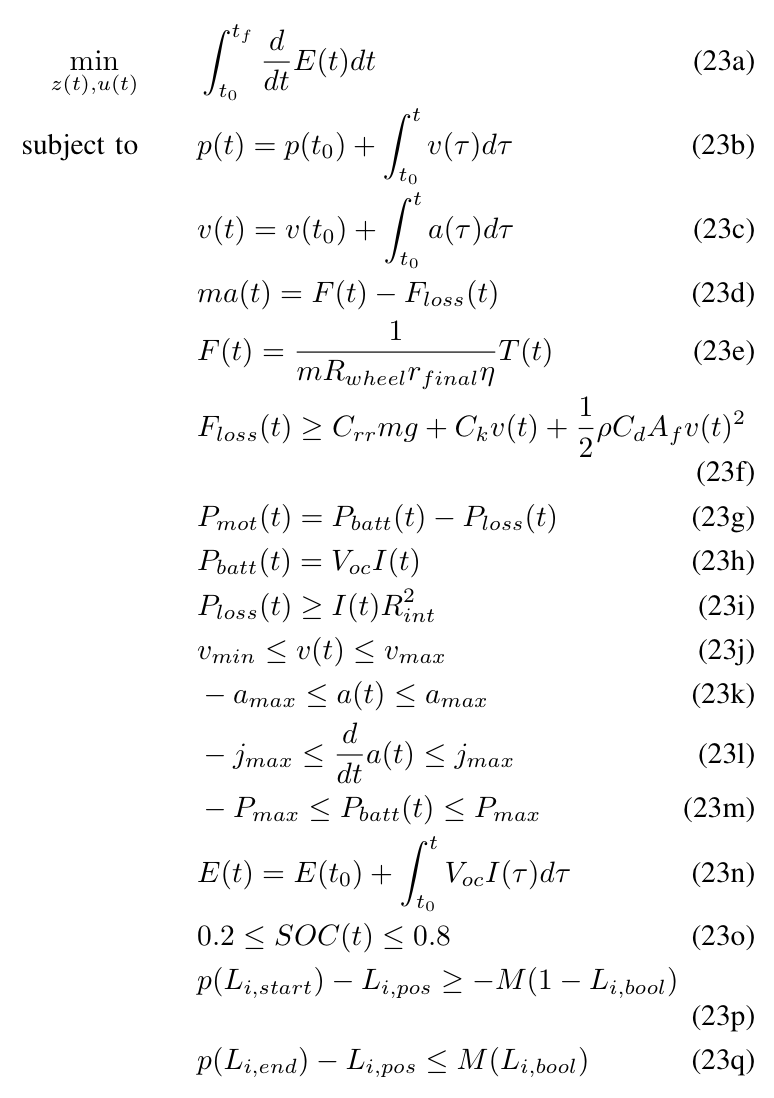 min_{z(t),u(t)} ∫_{t_0}^{t_f} \frac{d}{dt} E(t)dt (23a)
subject to p(t) = p(t_0) + ∫_{t_0}^{t} v(τ)dτ (23b)
v(t) = v(t_0) + ∫_{t_0}^{t} a(τ)dτ (23c)
ma(t) = F(t) − F_{loss}(t) (23d)
F(t) = \frac{1}{mR_{wheel}r_{final}η} T(t) (23e)
F_{loss}(t) ≥ C_{rr}mg + C_k v(t) + \frac{1}{2} ρC_d A_f v(t)^2
(23f)
P_{mot}(t) = P_{batt}(t) − P_{loss}(t) (23g)
P_{batt}(t) = V_{oc}I(t) (23h)
P_{loss}(t) ≥ I(t)R_{int}^2 (23i)
v_{min} ≤ v(t) ≤ v_{max} (23j)
− a_{max} ≤ a(t) ≤ a_{max} (23k)
− j_{max} ≤ \frac{d}{dt} a(t) ≤ j_{max} (23l)
− P_{max} ≤ P_{batt}(t) ≤ P_{max} (23m)
E(t) = E(t_0) + ∫_{t_0}^{t} V_{oc}I(τ)dτ (23n)
0.2 ≤ SOC(t) ≤ 0.8 (23o)
p(L_{i,start}) − L_{i,pos} ≥ −M(1 − L_{i,bool})
(23p)
p(L_{i,end}) − L_{i,pos} ≤ M(L_{i,bool}) (23q)